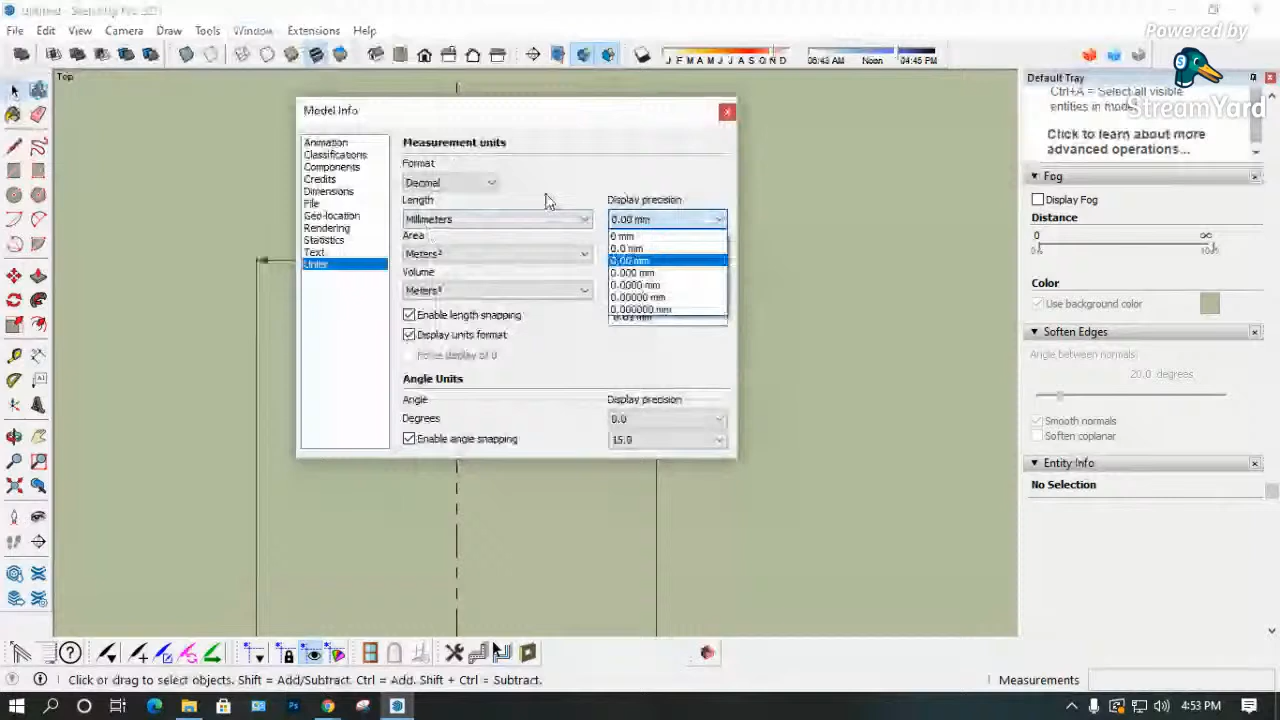 File Edit View Camera Draw Tools Window Extensions Help
Powered by
StreamYard
J F M A M J J A S O N D
06:43 AM Noon 04:45 PM
Top
Default Tray
Ctrl+A = Select all visible
entities in model
Click to learn about more
advanced operations...
Fog
Display Fog
Distance
0 ∞
Color
Use background color
Soften Edges
Angle between normals:
20.0 degrees
Smooth normals
Soften coplanar
Entity Info
No Selection
Model Info
Animation
Classifications
Components
Credits
Dimensions
File
Geo-location
Rendering
Statistics
Text
Units
Measurement units
Format
Decimal
Length
Display precision
Millimeters
0.00 mm
Area
Meters²
Volume
Meters³
0 mm
0.0 mm
0.00 mm
0.000 mm
0.0000 mm
0.00000 mm
0.000000 mm
Enable length snapping
Display units format
Force display of 0
Angle Units
Angle
Display precision
Degrees
0.0
Enable angle snapping
15.0
Click or drag to select objects. Shift = Add/Subtract. Ctrl = Add. Shift + Ctrl = Subtract.
Measurements
4:53 PM